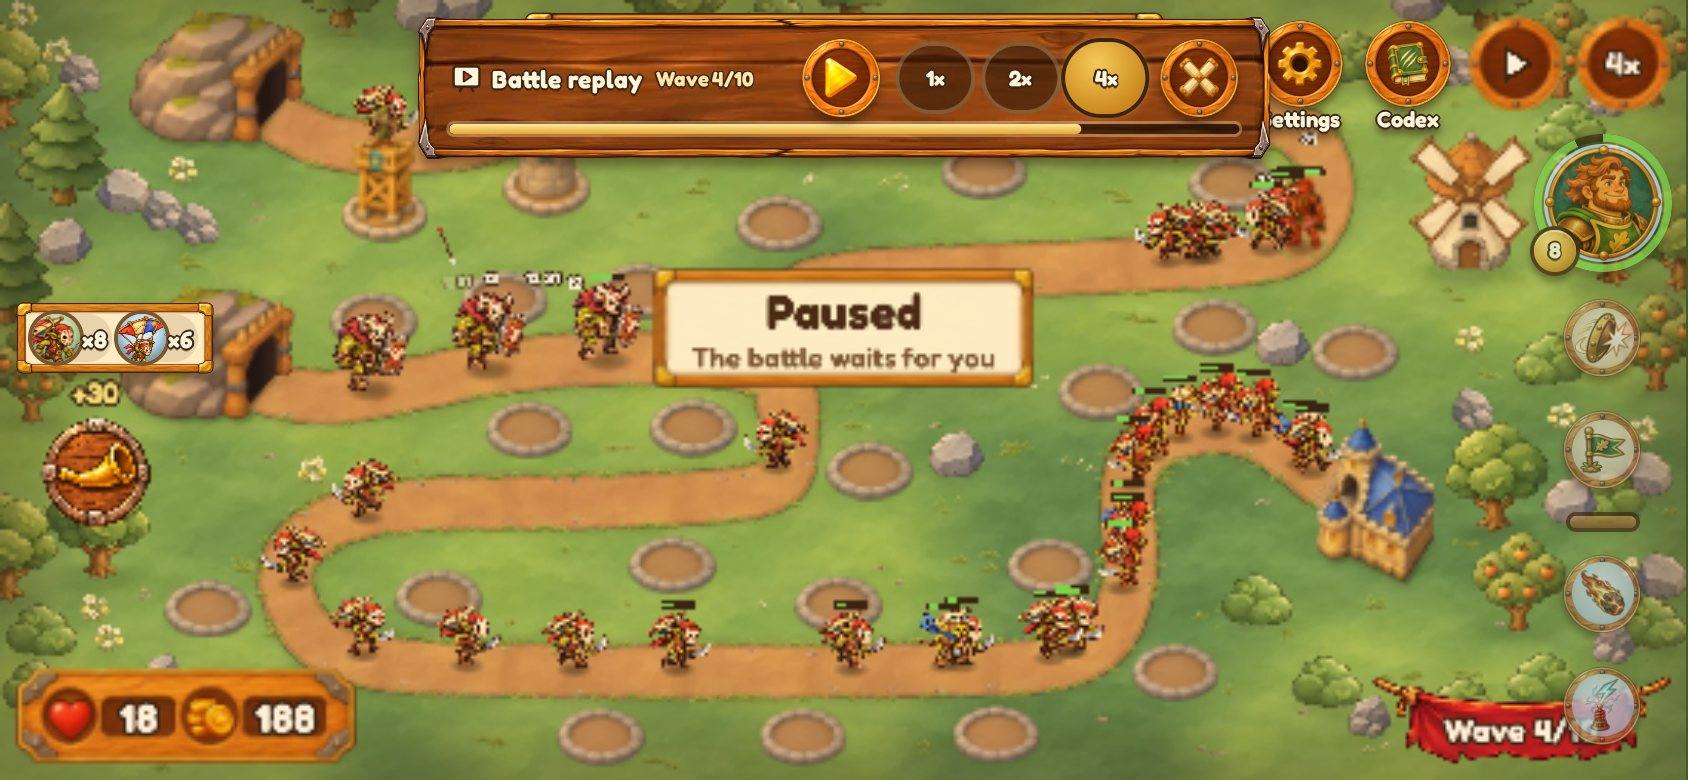 Battle replay Wave 4/10
1x
2x
4x
ettings
Codex
4x
8
x8
x6
+30
Paused
The battle waits for you
18
188
Wave 4/